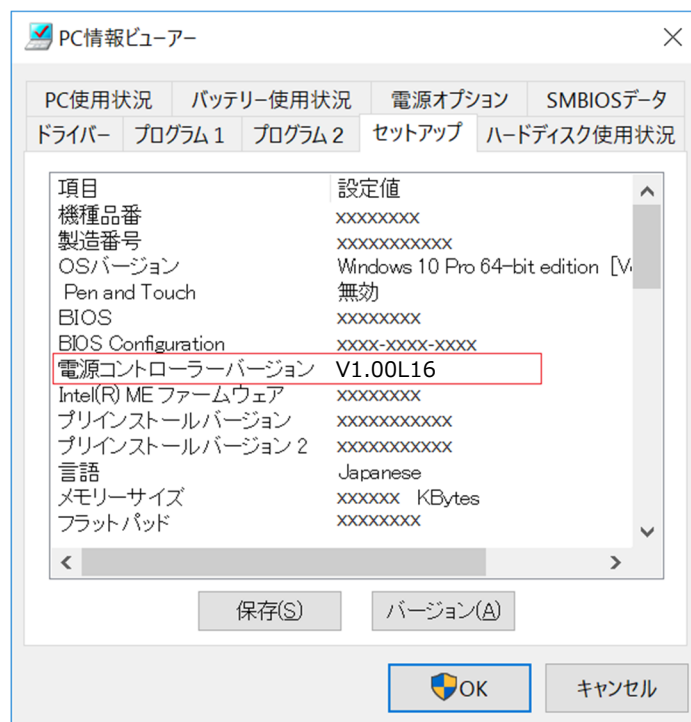 PC情報ビューアー
PC使用状況 バッテリー使用状況 電源オプション SMBIOSデータ
ドライバー プログラム 1 プログラム 2 セットアップ ハードディスク使用状況
項目 設定値
機種品番 xxxxxxxx
製造番号 xxxxxxxxxxx
OSバージョン Windows 10 Pro 64-bit edition [V
Pen and Touch 無効
BIOS xxxxxxxx
BIOS Configuration xxxx-xxxx-xxxx
電源コントローラーバージョン V1.00L16
Intel(R) ME ファームウェア xxxxxxxx
プリインストールバージョン xxxxxxxxxxx
プリインストールバージョン 2 xxxxxxxxxxx
言語 Japanese
メモリーサイズ xxxxxx KBytes
フラットパッド xxxxxxxx
保存(S) バージョン(A)
OK キャンセル